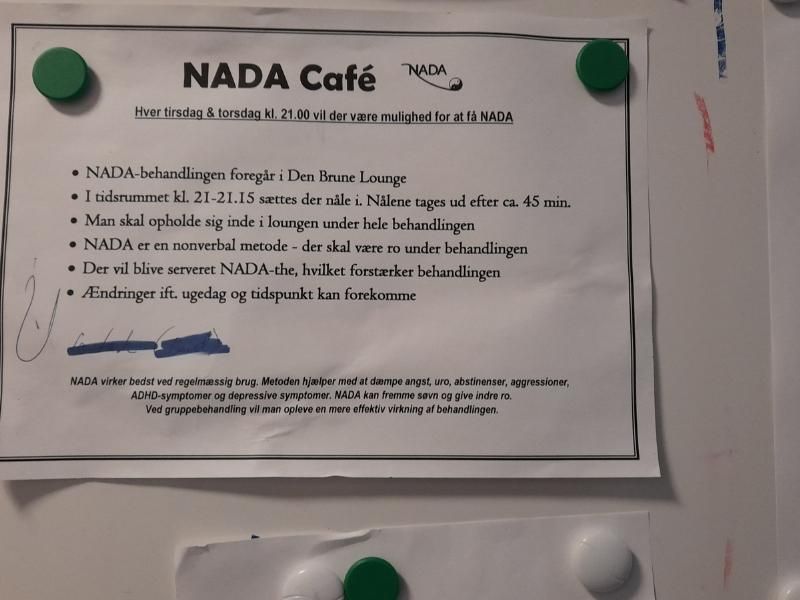 NADA Café NADA
Hver tirsdag & torsdag kl. 21.00 vil der være mulighed for at få NADA
• NADA-behandlingen foregår i Den Brune Lounge
• I tidsrummet kl. 21-21.15 sættes der nåle i. Nålene tages ud efter ca. 45 min.
• Man skal opholde sig inde i loungen under hele behandlingen
• NADA er en nonverbal metode - der skal være ro under behandlingen
• Der vil blive serveret NADA-the, hvilket forstærker behandlingen
• Ændringer ift. ugedag og tidspunkt kan forekomme
NADA virker bedst ved regelmæssig brug. Metoden hjælper med at dæmpe angst, uro, abstinenser, aggressioner,
ADHD-symptomer og depressive symptomer. NADA kan fremme søvn og give indre ro.
Ved gruppebehandling vil man opleve en mere effektiv virkning af behandlingen.